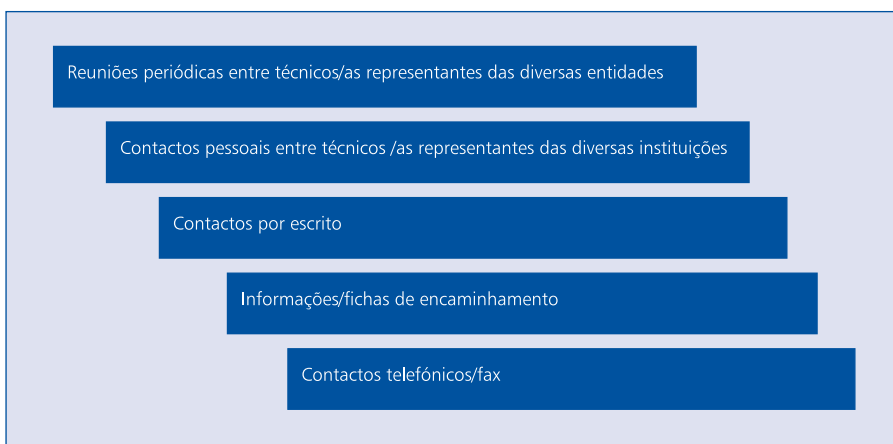 Reuniões periódicas entre técnicos/as representantes das diversas entidades
Contactos pessoais entre técnicos /as representantes das diversas instituições
Contactos por escrito
Informações/fichas de encaminhamento
Contactos telefónicos/fax